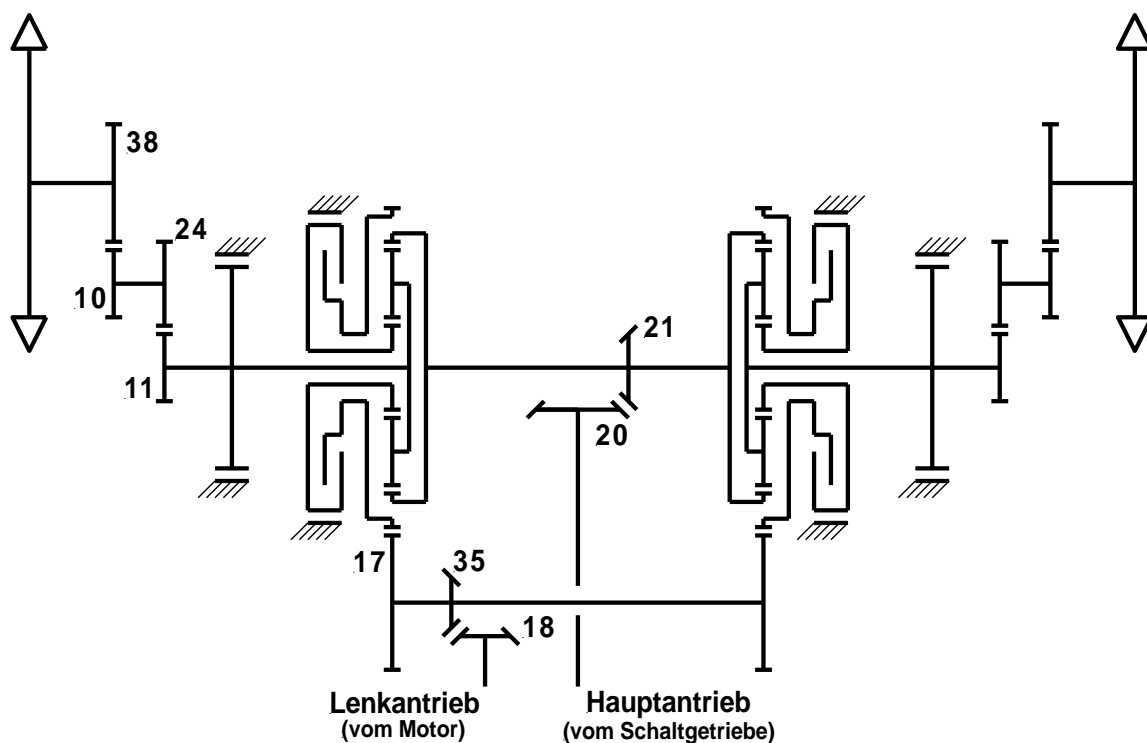 38
24
10
11
21
20
17
35
18
Lenkantrieb
(vom Motor)
Hauptantrieb
(vom Schaltgetriebe)